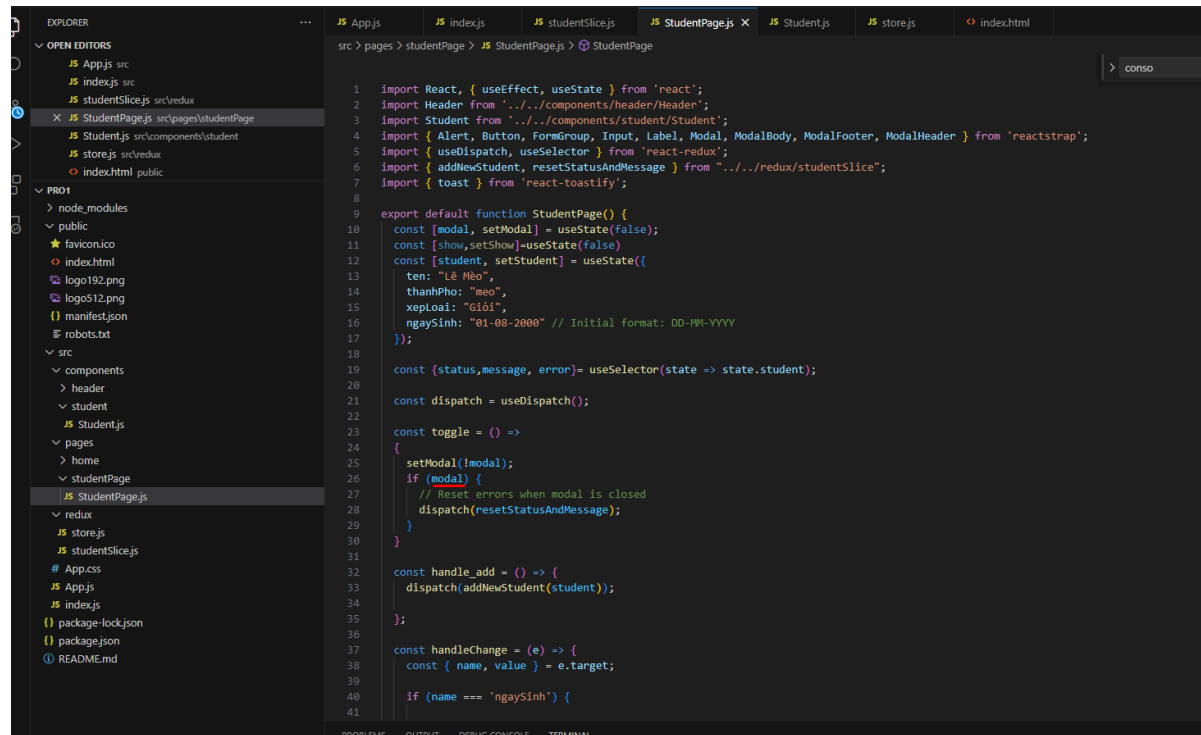 EXPLORER
···
OPEN EDITORS
JS App.js src
JS index.js src
JS studentSlice.js src\redux
JS StudentPage.js src\pages\studentPage
JS Student.js src\components\student
JS store.js src\redux
<> index.html public
PRO1
node_modules
public
favicon.ico
<> index.html
logo192.png
logo512.png
{} manifest.json
robots.txt
src
components
header
student
JS Student.js
pages
home
studentPage
JS StudentPage.js
redux
JS store.js
JS studentSlice.js
# App.css
JS App.js
JS index.js
{} package-lock.json
{} package.json
README.md
JS App.js JS index.js JS studentSlice.js JS StudentPage.js JS Student.js JS store.js <> index.html
src > pages > studentPage > JS StudentPage.js > StudentPage
> conso
1 import React, { useEffect, useState } from 'react';
2 import Header from '../../components/header/Header';
3 import Student from '../../components/student/Student';
4 import { Alert, Button, FormGroup, Input, Label, Modal, ModalBody, ModalFooter, ModalHeader } from 'reactstrap';
5 import { useDispatch, useSelector } from 'react-redux';
6 import { addNewStudent, resetStatusAndMessage } from "../../redux/studentSlice";
7 import { toast } from 'react-toastify';
8
9 export default function StudentPage() {
10 const [modal, setModal] = useState(false);
11 const [show,setShow]=useState(false)
12 const [student, setStudent] = useState({
13 ten: "Lê Mèo",
14 thanhPho: "meo",
15 xepLoai: "Giỏi",
16 ngaySinh: "01-08-2000" // Initial format: DD-MM-YYYY
17 });
18
19 const {status,message, error}= useSelector(state => state.student);
20
21 const dispatch = useDispatch();
22
23 const toggle = () =>
24 {
25 setModal(!modal);
26 if (modal) {
27 // Reset errors when modal is closed
28 dispatch(resetStatusAndMessage);
29 }
30 }
31
32 const handle_add = () => {
33 dispatch(addNewStudent(student));
34
35 };
36
37 const handleChange = (e) => {
38 const { name, value } = e.target;
39
40 if (name === 'ngaySinh') {
41
PROBLEMS OUTPUT DEBUG CONSOLE TERMINAL